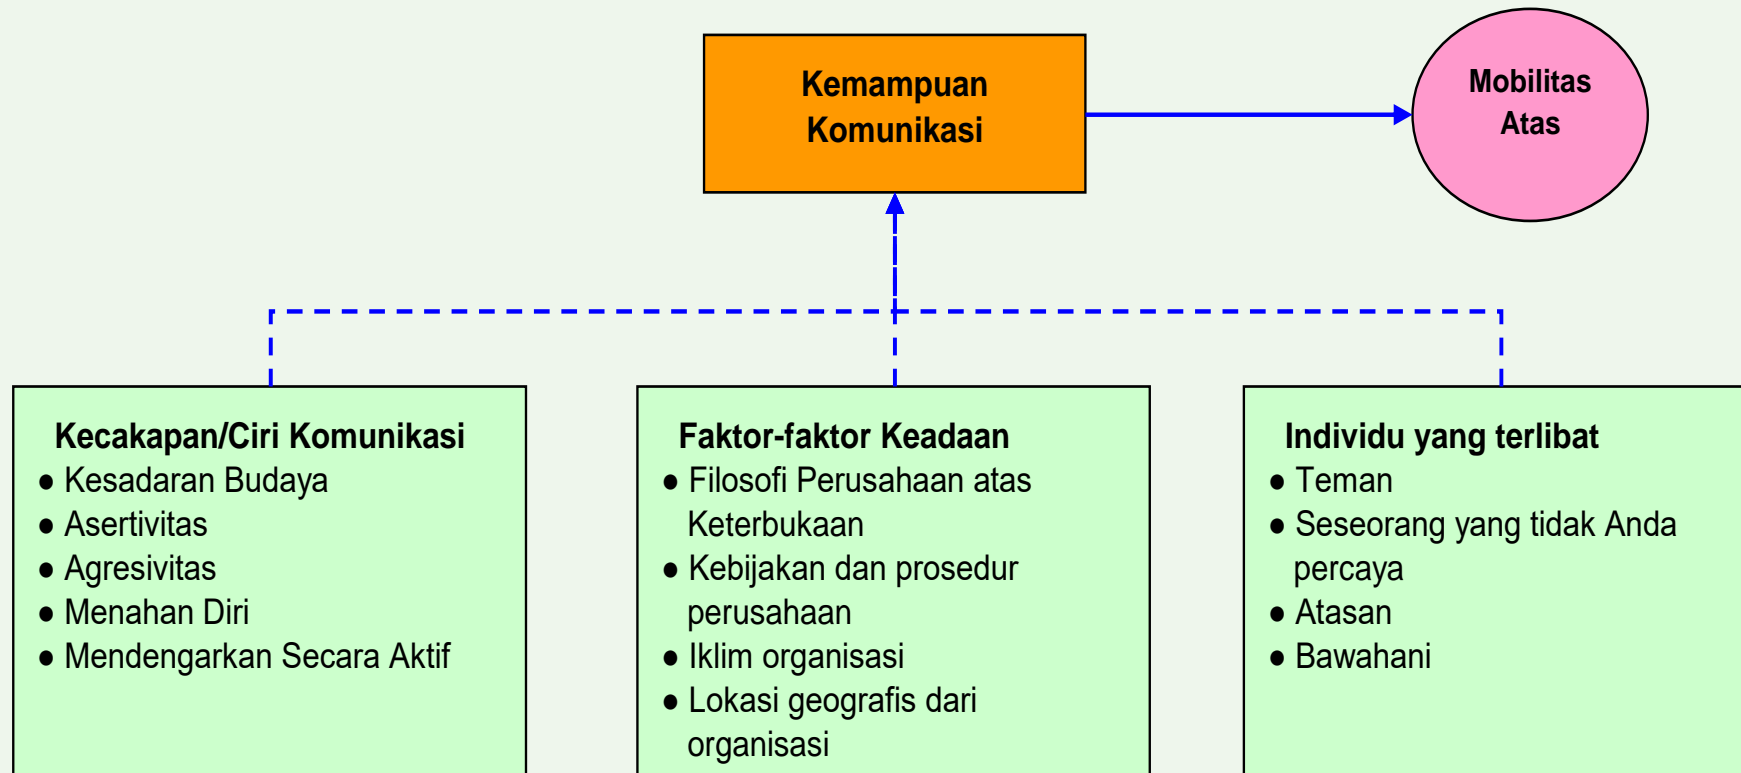 Kemampuan
Komunikasi
Mobilitas
Atas
Kecakapan/Ciri Komunikasi
● Kesadaran Budaya
● Asertivitas
● Agresivitas
● Menahan Diri
● Mendengarkan Secara Aktif
Faktor-faktor Keadaan
● Filosofi Perusahaan atas
Keterbukaan
● Kebijakan dan prosedur
perusahaan
● Iklim organisasi
● Lokasi geografis dari
organisasi
Individu yang terlibat
● Teman
● Seseorang yang tidak Anda
percaya
● Atasan
● Bawahani